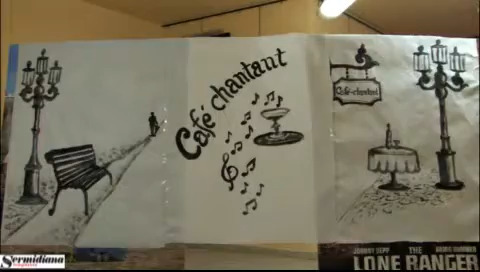 Café chantant
Café-chantant
JOHNNY DEPP THE ARMIE HAMMER
LONE RANGER
Sermidiana